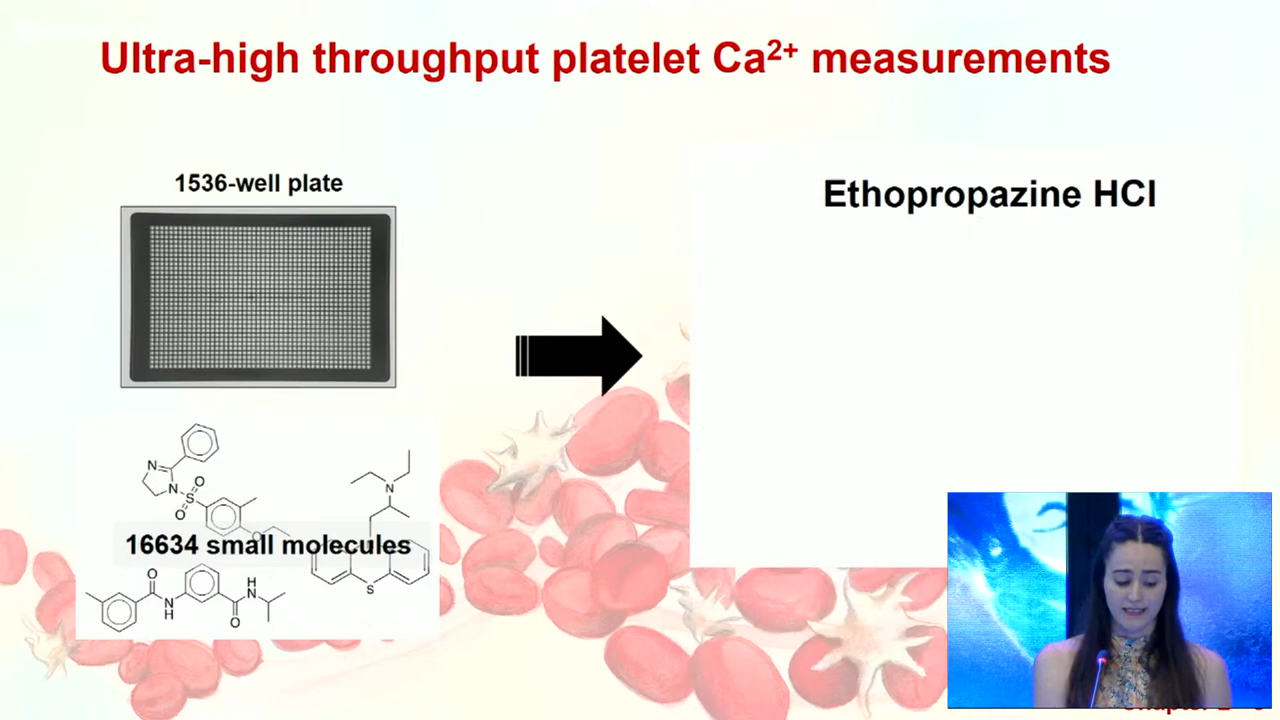 Ultra-high throughput platelet Ca²⁺ measurements
1536-well plate
Ethopropazine HCl
16634 small molecules
N
N
S
O
O
N
S
O
N
H
O
H
N